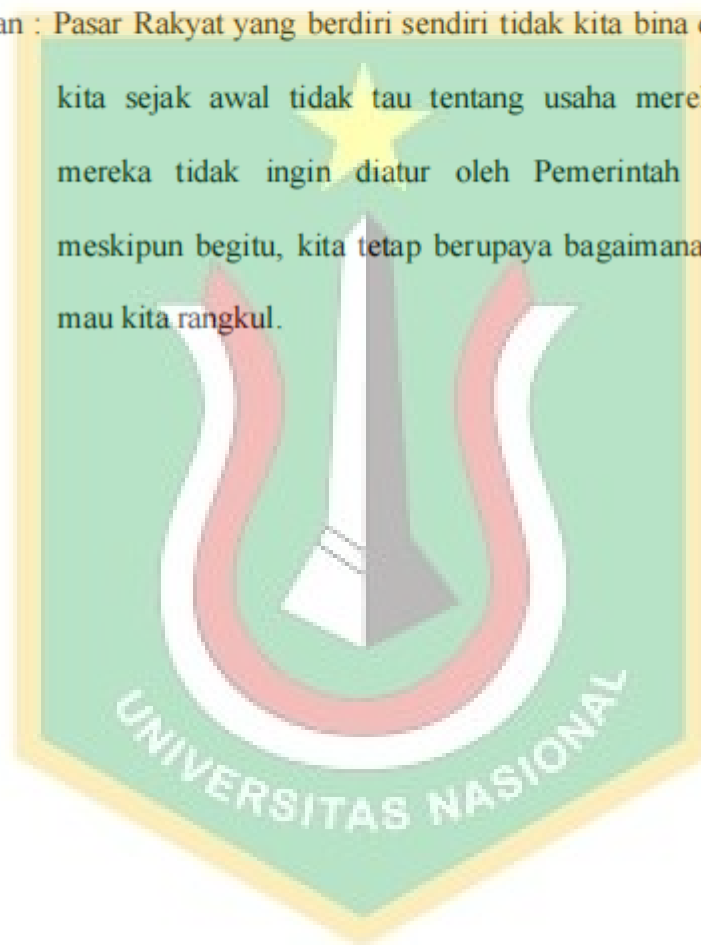 : Pasar Rakyat yang berdiri sendiri tidak kita bina
kita sejak awal tidak tau tentang usaha
mereka tidak ingin diatur oleh Pemerintah
meskipun begitu, kita tetap berupaya bagaimana
mau kita rangkul.
UNIVERSITAS NASIONAL